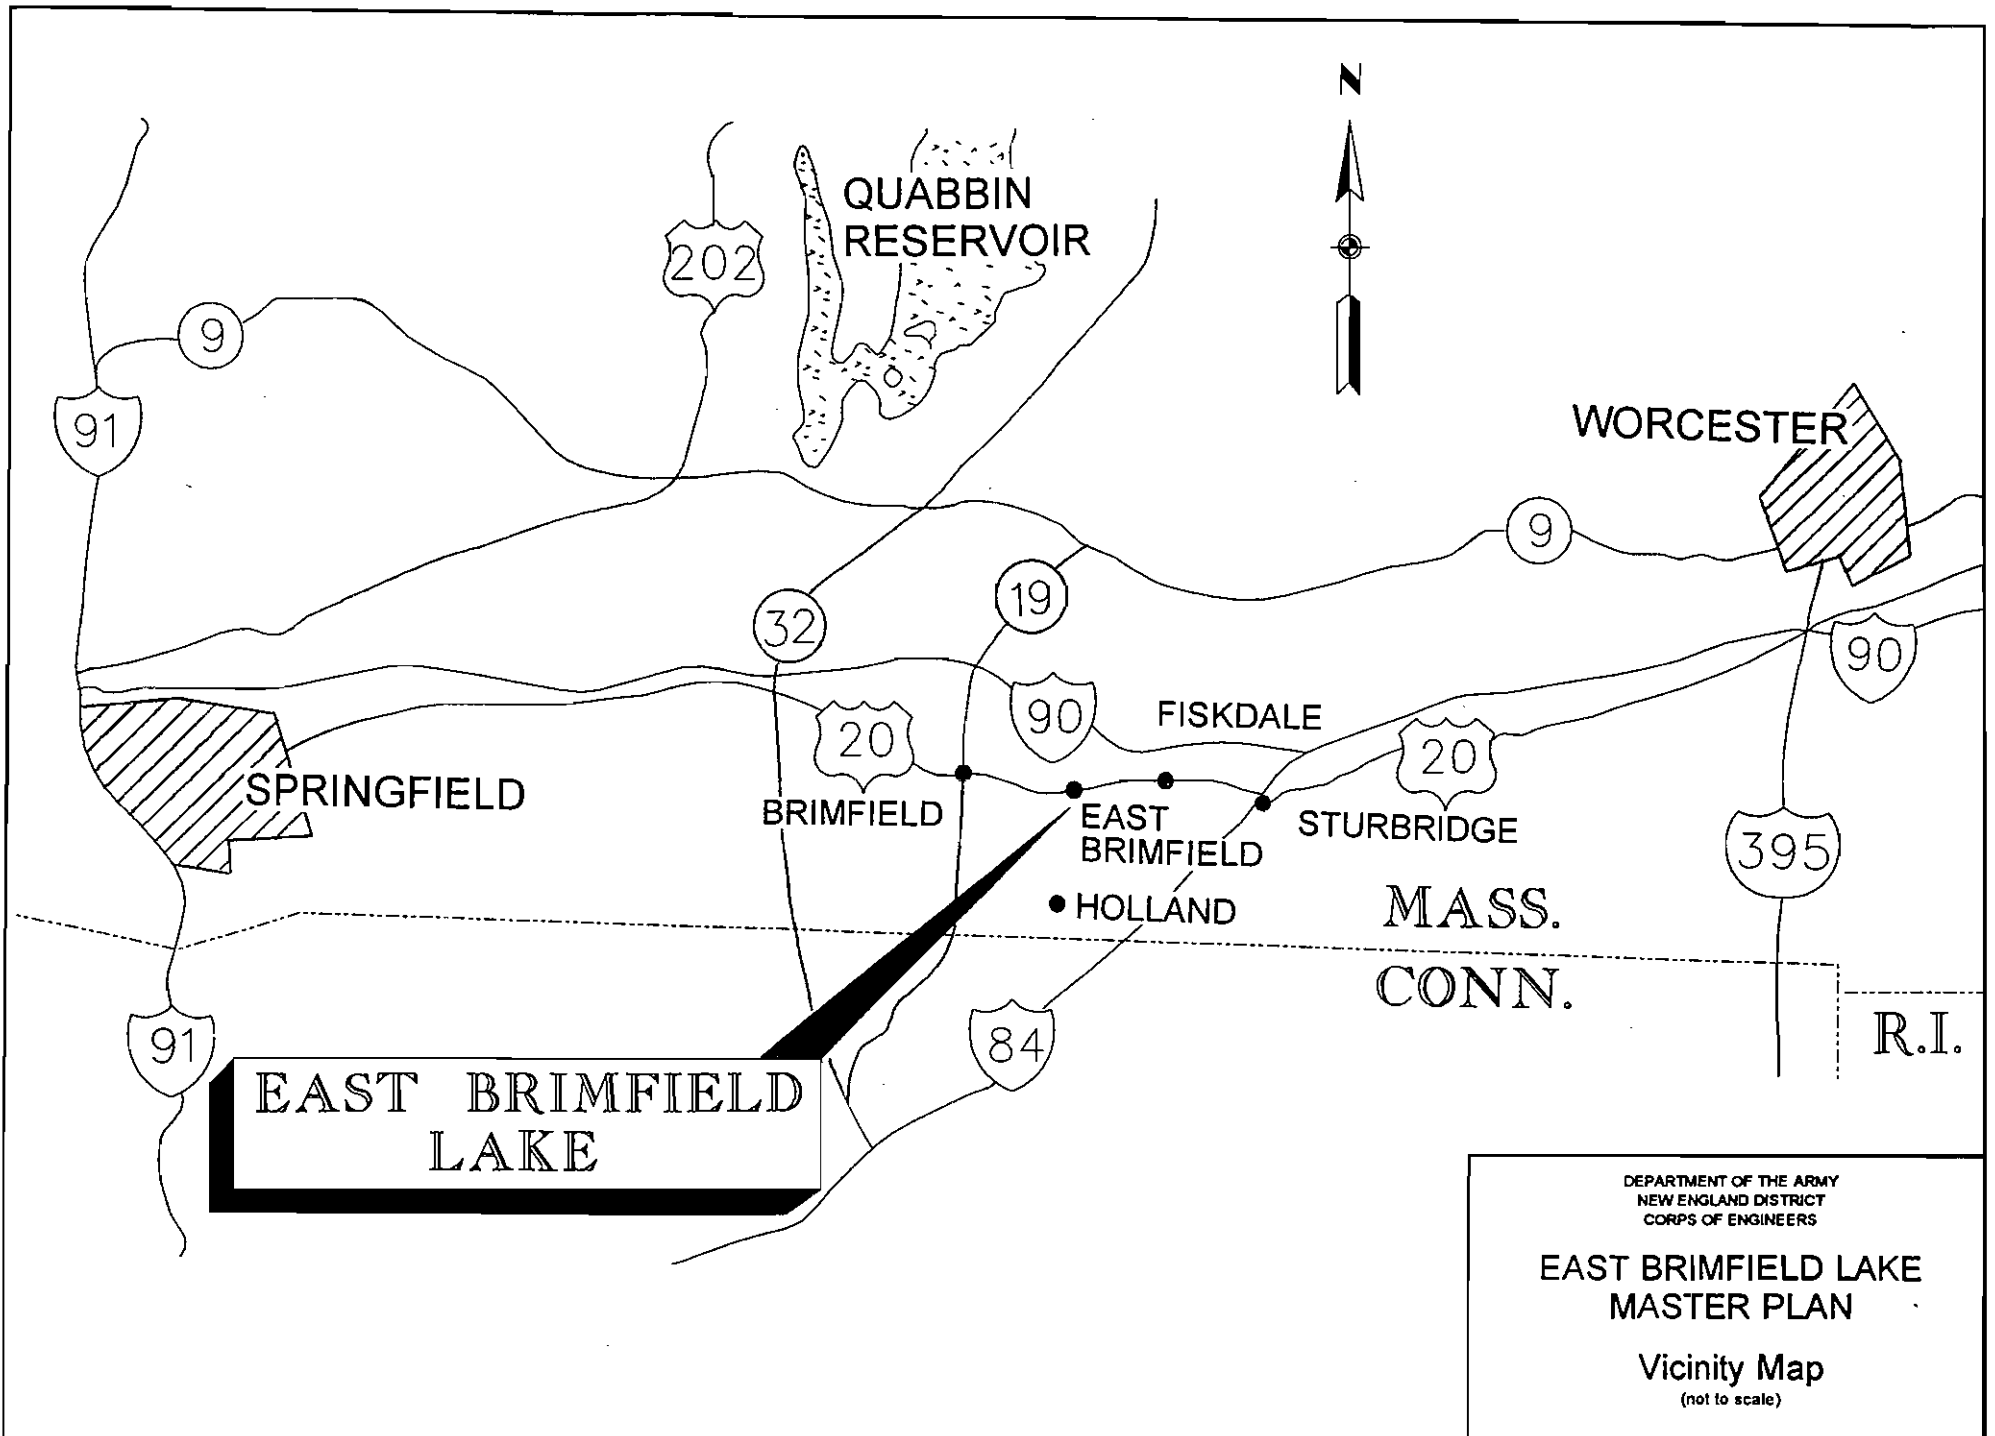 N
QUABBIN
RESERVOIR
202
9
91
WORCESTER
9
19
32
90
90
FISKDALE
20
20
SPRINGFIELD
BRIMFIELD
EAST
BRIMFIELD
STURBRIDGE
395
HOLLAND
MASS.
CONN.
R.I.
91
84
EAST BRIMFIELD
LAKE
DEPARTMENT OF THE ARMY
NEW ENGLAND DISTRICT
CORPS OF ENGINEERS
EAST BRIMFIELD LAKE
MASTER PLAN
Vicinity Map
(not to scale)